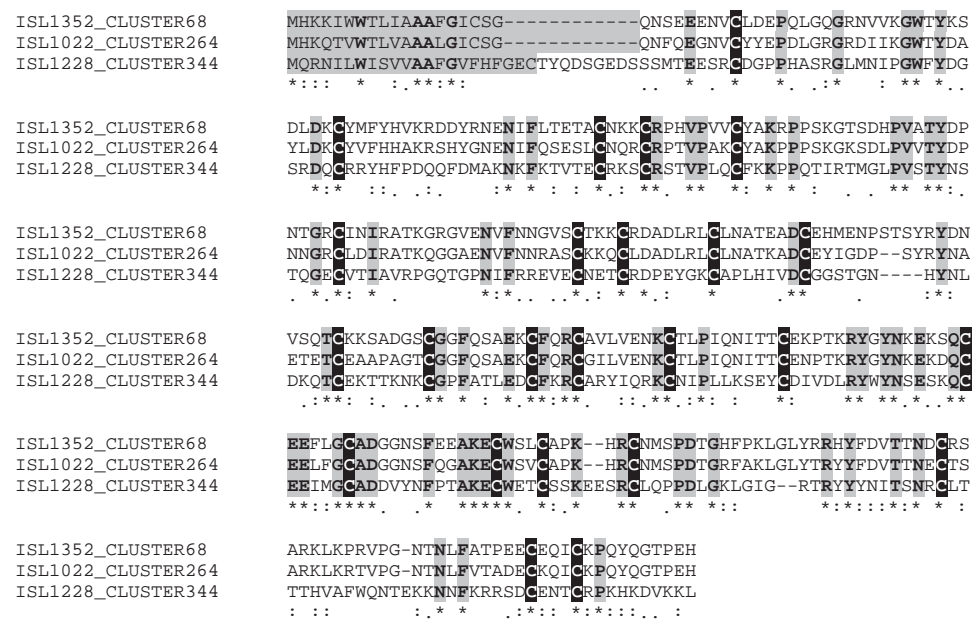 ISL1352_CLUSTER68 MHKKIWWTLIAAAFGICSG------------QNSEEENVCLDEPQLGQGRNVVKGWTYKS
ISL1022_CLUSTER264 MHKQTVWTLVAAALGICSG------------QNFQEGNVCYYEPDLGRGRDIIKGWTYDA
ISL1228_CLUSTER344 MQRNILWISVVAAFGVFHFGECTYQDSGEDSSSMTEESRCDGPPHASRGLMNIPGWFYDG
ISL1352_CLUSTER68 DLDKCYMFYHVKRDDYRNENIFLTETACNKKCRPHVPVVCYAKRPPSKGTSDHPVATYDP
ISL1022_CLUSTER264 YLDKCYVFHHAKRSHYGNENIFQSESLCNQRCRPTVPAKCYAKPPPSKGKSDLPVVTYDP
ISL1228_CLUSTER344 SRDQCRRYHFPDQQFDMAKNKFKTVTECRKSCRSTVPLQCFKKPPQTIRTMGLPVSTYNS
ISL1352_CLUSTER68 NTGRCINIRATKGRGVENVFNNGVSCTKKCRDADLRLCLNATEADCEHMENPSTSYRYDN
ISL1022_CLUSTER264 NNGRCLDIRATKQGGAENVFNNRASCKKQCLDADLRLCLNATKADCEYIGDP--SYRYNA
ISL1228_CLUSTER344 TQGECVTIAVRPGQTGPNIFRREVECNETCRDPEYGKCAPLHIVDCGGSTGN----HYNL
ISL1352_CLUSTER68 VSQTCKKSADGSCGGFQSAEKCFQRCAVLVENKCTLPIQNITTCEKPTKRYGYNKEKSQC
ISL1022_CLUSTER264 ETETCEAAPAGTCGGFQSAEKCFQRCGILVENKCTLPIQNITTCENPTKRYGYNKEKDQC
ISL1228_CLUSTER344 DKQTCEKTTKNKCGPFATLEDCFKRCARYIQRKCNIPLLKSEYCDIVDLRYWYNSESKQC
ISL1352_CLUSTER68 EEFLGCADGGNSFEEAKECWSLCAPK--HRCNMSPDTGHFPKLGLYRRHYFDVTTNDCRS
ISL1022_CLUSTER264 EELFGCADGGNSFQGAKECWSVCAPK--HRCNMSPDTGRFAKLGLYTRYYFDVTTNECTS
ISL1228_CLUSTER344 EEIMGCADDVYNFPTAKECWETCSSKEESRCLQPPDLGKLGIG--RTRYYYNITSNRCLT
ISL1352_CLUSTER68 ARKLKPRVPG-NTNLFATPEECEQICKPQYQGTPEH
ISL1022_CLUSTER264 ARKLKRTVPG-NTNLFVTADECKQICKPQYQGTPEH
ISL1228_CLUSTER344 TTHVAFWQNTEKKNNFKRRSDCENTCRPKHKDVKKL